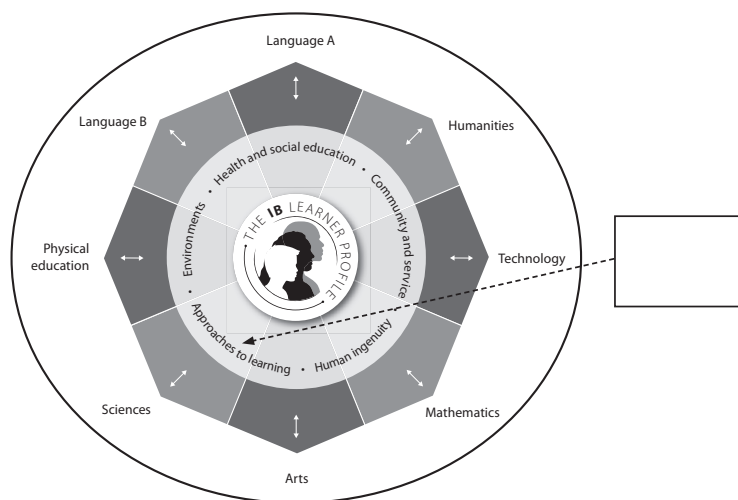 Language A
Language B
Humanities
Health and social education
•
Community and service
•
Environments
•
THE IB LEARNER PROFILE
Physical
education
Technology
Approaches to learning
•
Human ingenuity
Sciences
Mathematics
Arts